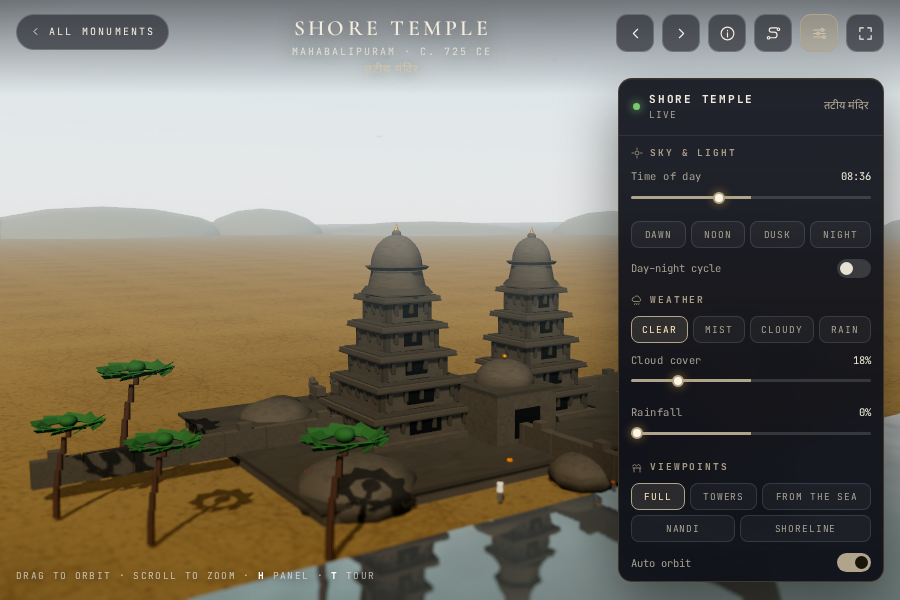 ALL MONUMENTS
SHORE TEMPLE
MAHABALIPURAM · C. 725 CE
तटीय मंदिर
SHORE TEMPLE
LIVE
तटीय मंदिर
SKY & LIGHT
Time of day 08:36
DAWN NOON DUSK NIGHT
Day-night cycle
WEATHER
CLEAR MIST CLOUDY RAIN
Cloud cover 18%
Rainfall 0%
VIEWPOINTS
FULL TOWERS FROM THE SEA
NANDI SHORELINE
Auto orbit
DRAG TO ORBIT · SCROLL TO ZOOM · H PANEL · T TOUR